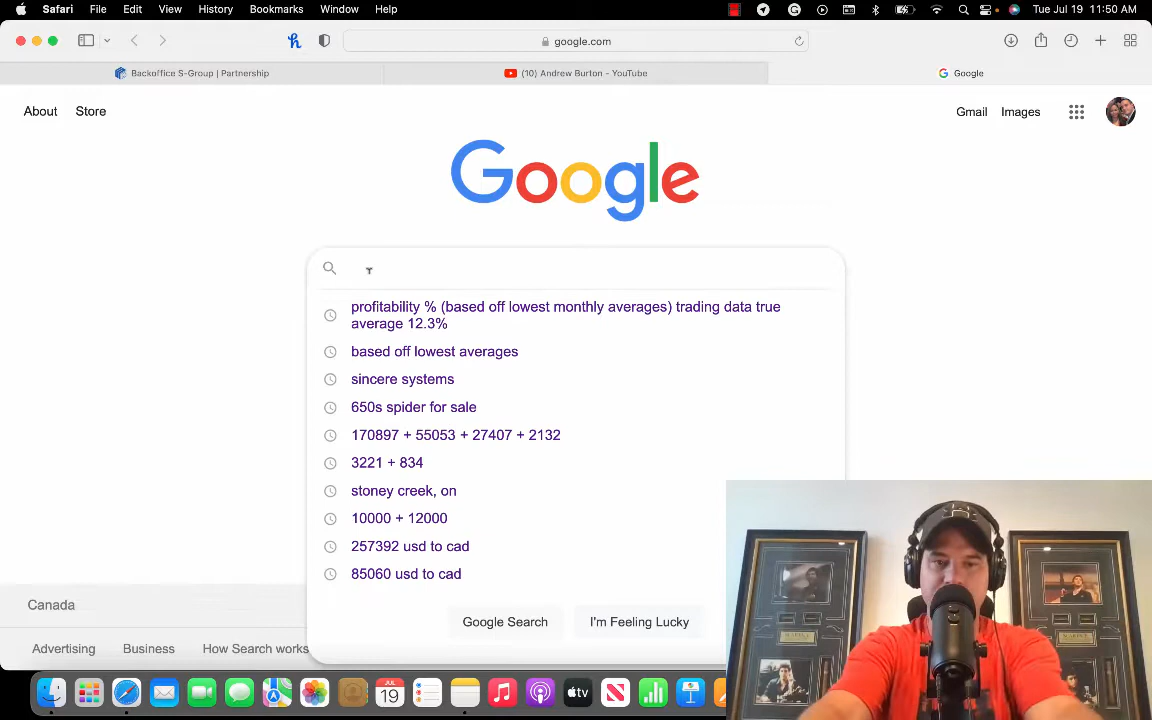 Safari File Edit View History Bookmarks Window Help Tue Jul 19 11:50 AM
google.com
Backoffice S-Group | Partnership
(10) Andrew Burton - YouTube
Google
About Store
Gmail Images
Google
profitability % (based off lowest monthly averages) trading data true
average 12.3%
based off lowest averages
sincere systems
650s spider for sale
170897 + 55053 + 27407 + 2132
3221 + 834
stoney creek, on
10000 + 12000
257392 usd to cad
85060 usd to cad
Google Search
I'm Feeling Lucky
Canada
Advertising Business How Search works
19
tv